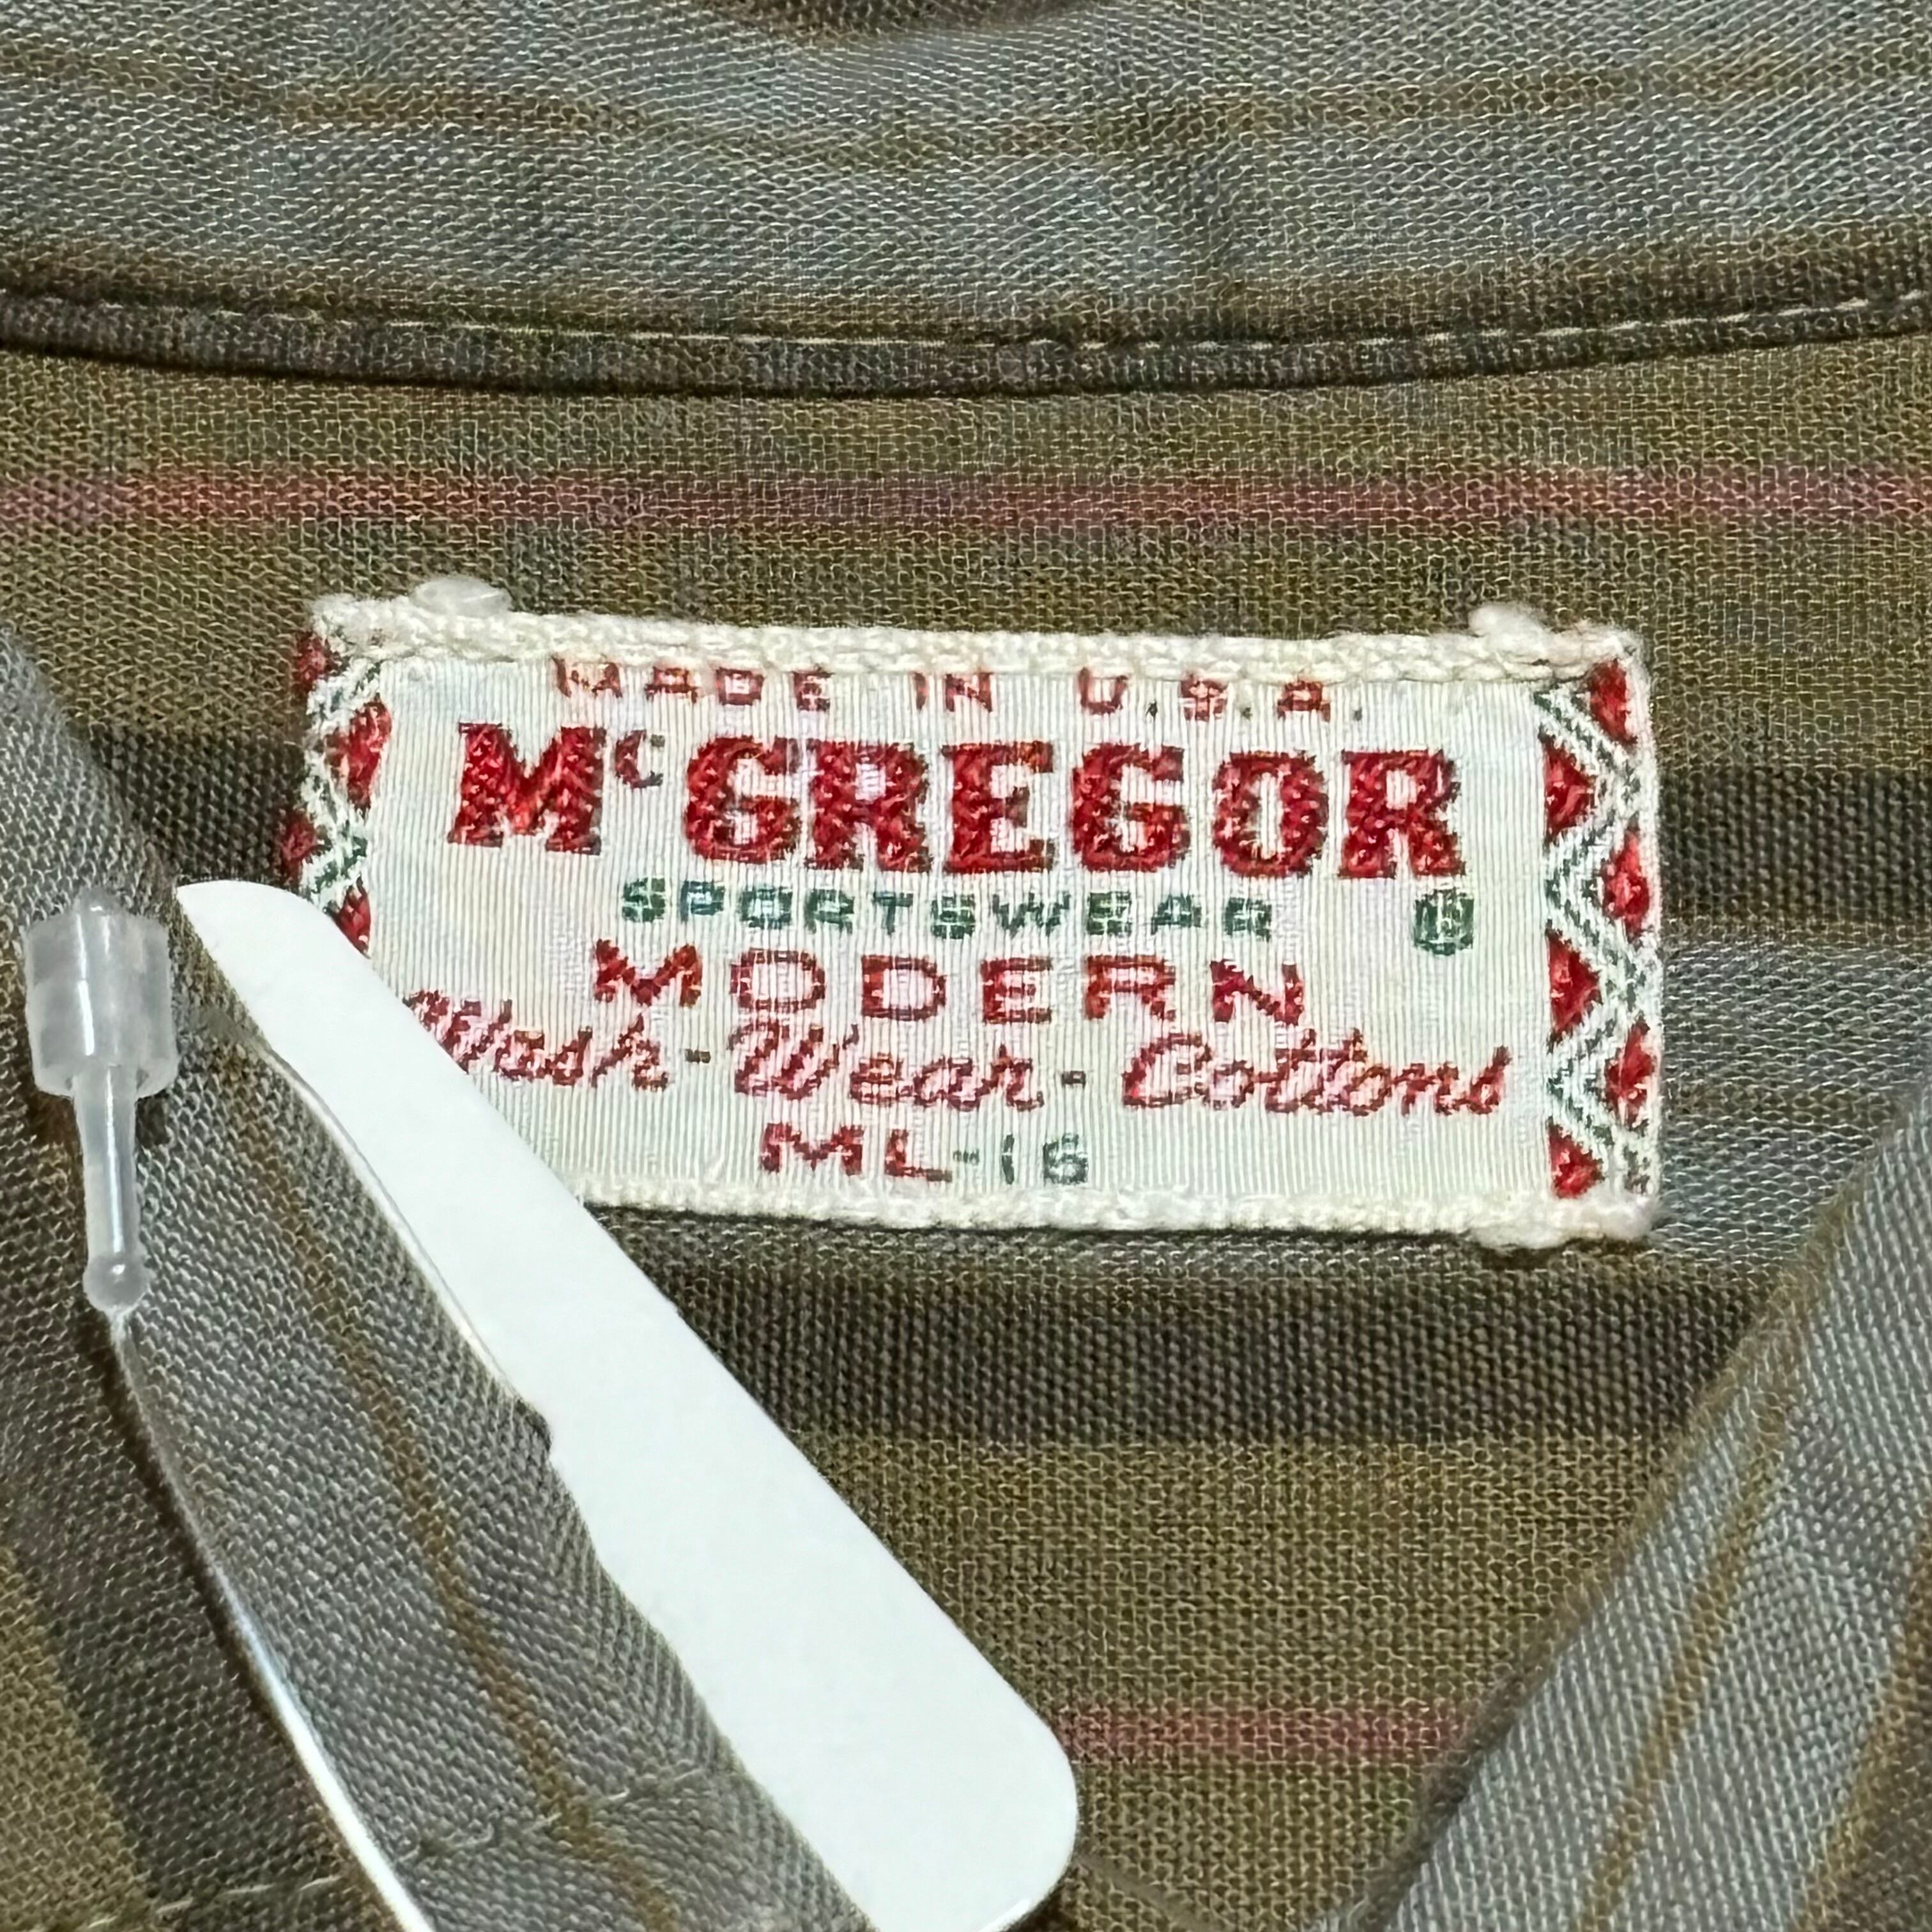 MADE IN U.S.A.
McGREGOR
SPORTSWEAR ®
MODERN
Wash-Wear-Cottons
ML-16